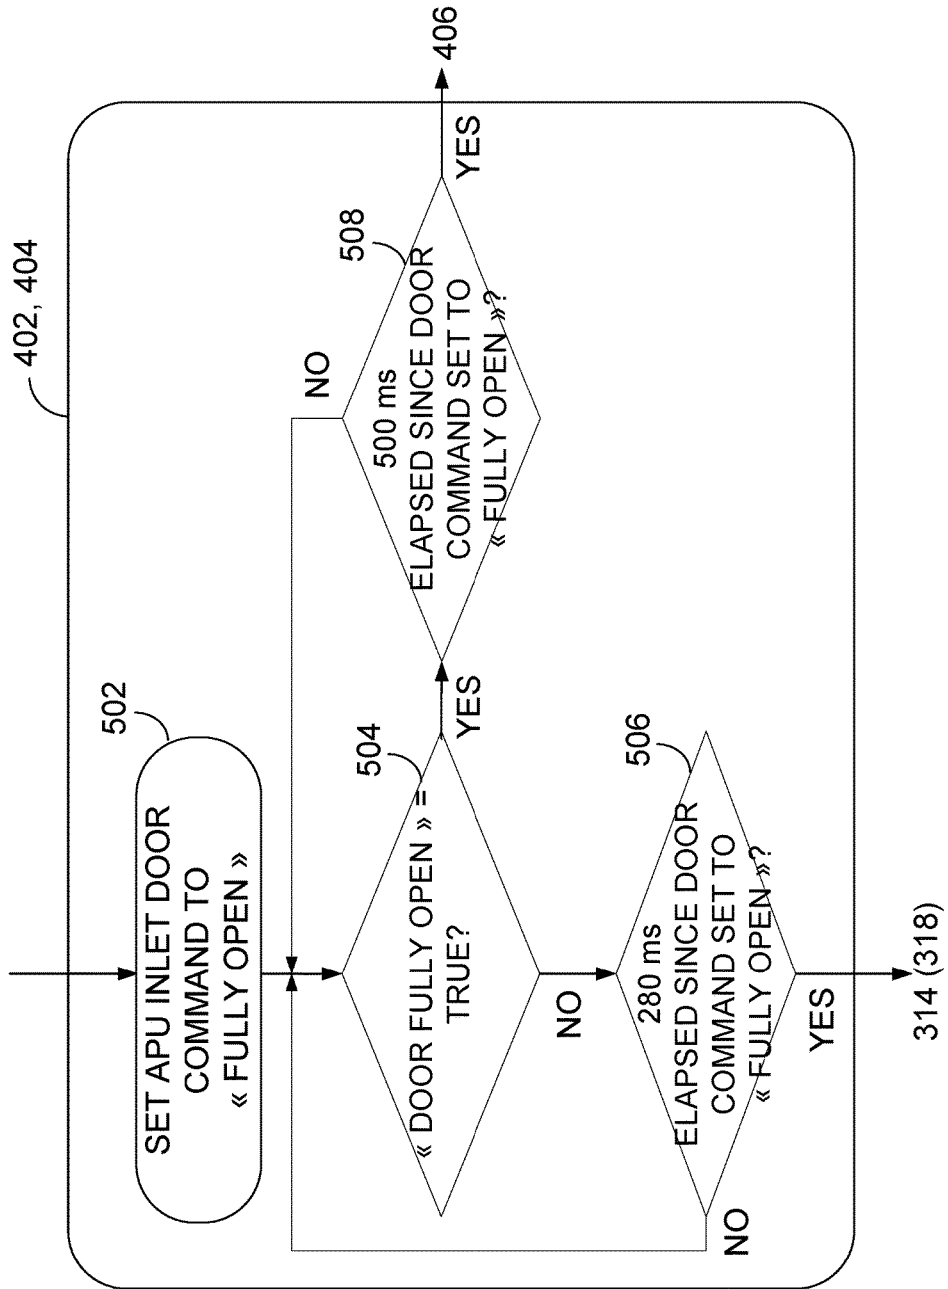 402, 404
502
SET APU INLET DOOR
COMMAND TO
« FULLY OPEN »
504
« DOOR FULLY OPEN » =
TRUE?
YES
NO
506
280 ms
ELAPSED SINCE DOOR
COMMAND SET TO
« FULLY OPEN »?
NO
YES
314 (318)
508
500 ms
ELAPSED SINCE DOOR
COMMAND SET TO
« FULLY OPEN »?
NO
YES
406